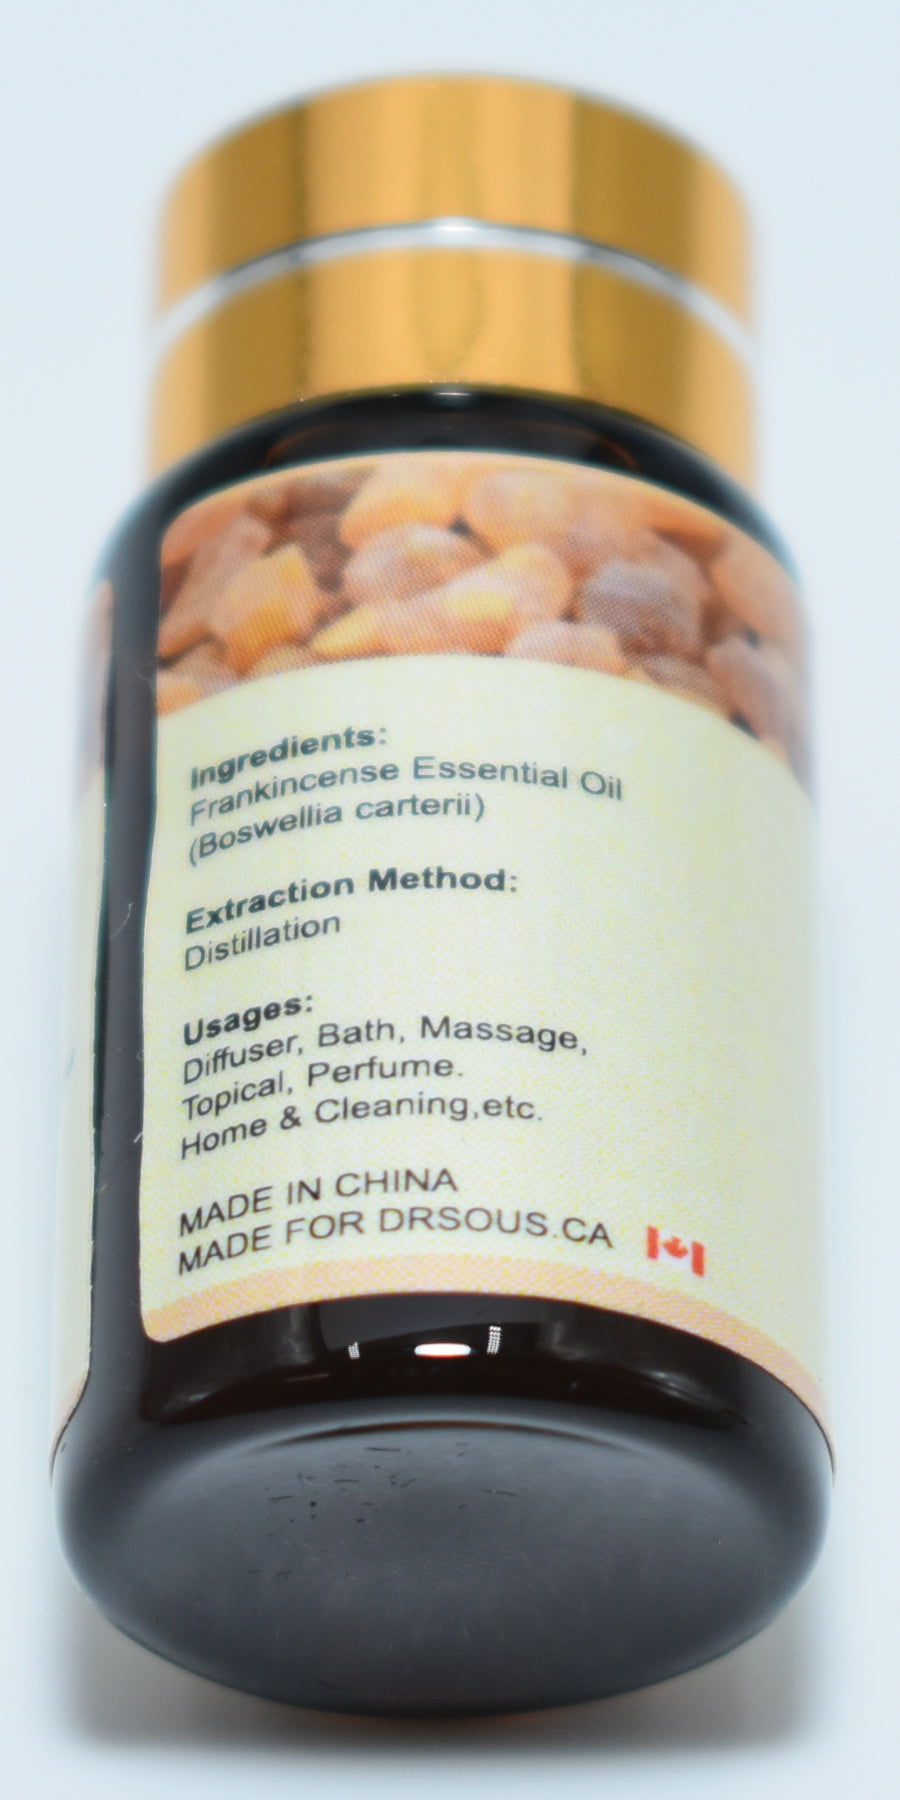 Ingredients:
Frankincense Essential Oil
(Boswellia carterii)
Extraction Method:
Distillation
Usages:
Diffuser, Bath, Massage,
Topical, Perfume.
Home & Cleaning,etc.
MADE IN CHINA
MADE FOR DRSOUS.CA